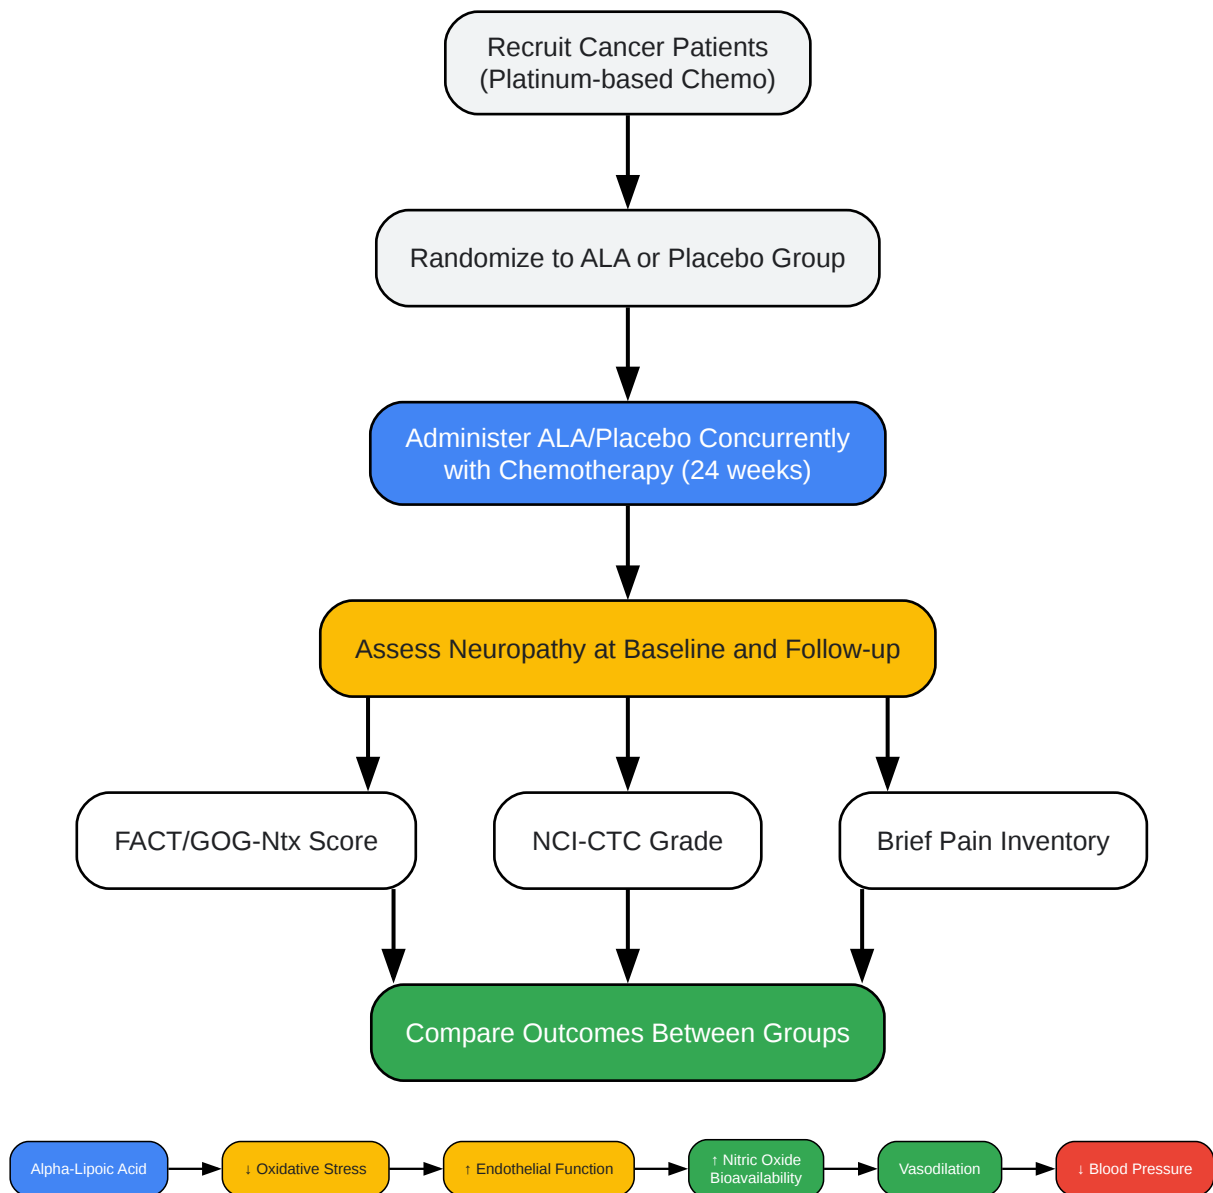 Recruit Cancer Patients
(Platinum-based Chemo)
Randomize to ALA or Placebo Group
Administer ALA/Placebo Concurrently
with Chemotherapy (24 weeks)
Assess Neuropathy at Baseline and Follow-up
FACT/GOG-Ntx Score
NCI-CTC Grade
Brief Pain Inventory
Compare Outcomes Between Groups
Alpha-Lipoic Acid
↓ Oxidative Stress
↑ Endothelial Function
↑ Nitric Oxide
Bioavailability
Vasodilation
↓ Blood Pressure